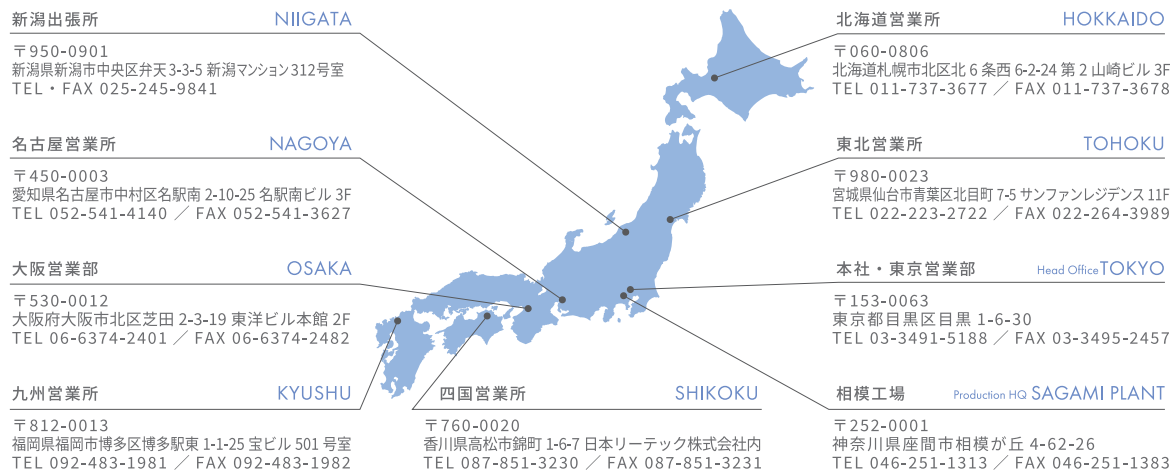 新潟出張所 NIIGATA
〒950-0901
新潟県新潟市中央区弁天3-3-5 新潟マンション312号室
TEL・FAX 025-245-9841
名古屋営業所 NAGOYA
〒450-0003
愛知県名古屋市中村区名駅南 2-10-25 名駅南ビル 3F
TEL 052-541-4140 ／ FAX 052-541-3627
大阪営業部 OSAKA
〒530-0012
大阪府大阪市北区芝田 2-3-19 東洋ビル本館 2F
TEL 06-6374-2401 ／ FAX 06-6374-2482
九州営業所 KYUSHU
〒812-0013
福岡県福岡市博多区博多駅東 1-1-25 宝ビル 501 号室
TEL 092-483-1981 ／ FAX 092-483-1982
四国営業所 SHIKOKU
〒760-0020
香川県高松市錦町 1-6-7 日本リーテック株式会社内
TEL 087-851-3230 ／ FAX 087-851-3231
北海道営業所 HOKKAIDO
〒060-0806
北海道札幌市北区北 6 条西 6-2-24 第 2 山崎ビル 3F
TEL 011-737-3677 ／ FAX 011-737-3678
東北営業所 TOHOKU
〒980-0023
宮城県仙台市青葉区北目町 7-5 サンファンレジデンス 11F
TEL 022-223-2722 ／ FAX 022-264-3989
本社・東京営業部 Head Office TOKYO
〒153-0063
東京都目黒区目黒 1-6-30
TEL 03-3491-5188 ／ FAX 03-3495-2457
相模工場 Production HQ SAGAMI PLANT
〒252-0001
神奈川県座間市相模が丘 4-62-26
TEL 046-251-1313 ／ FAX 046-251-1383